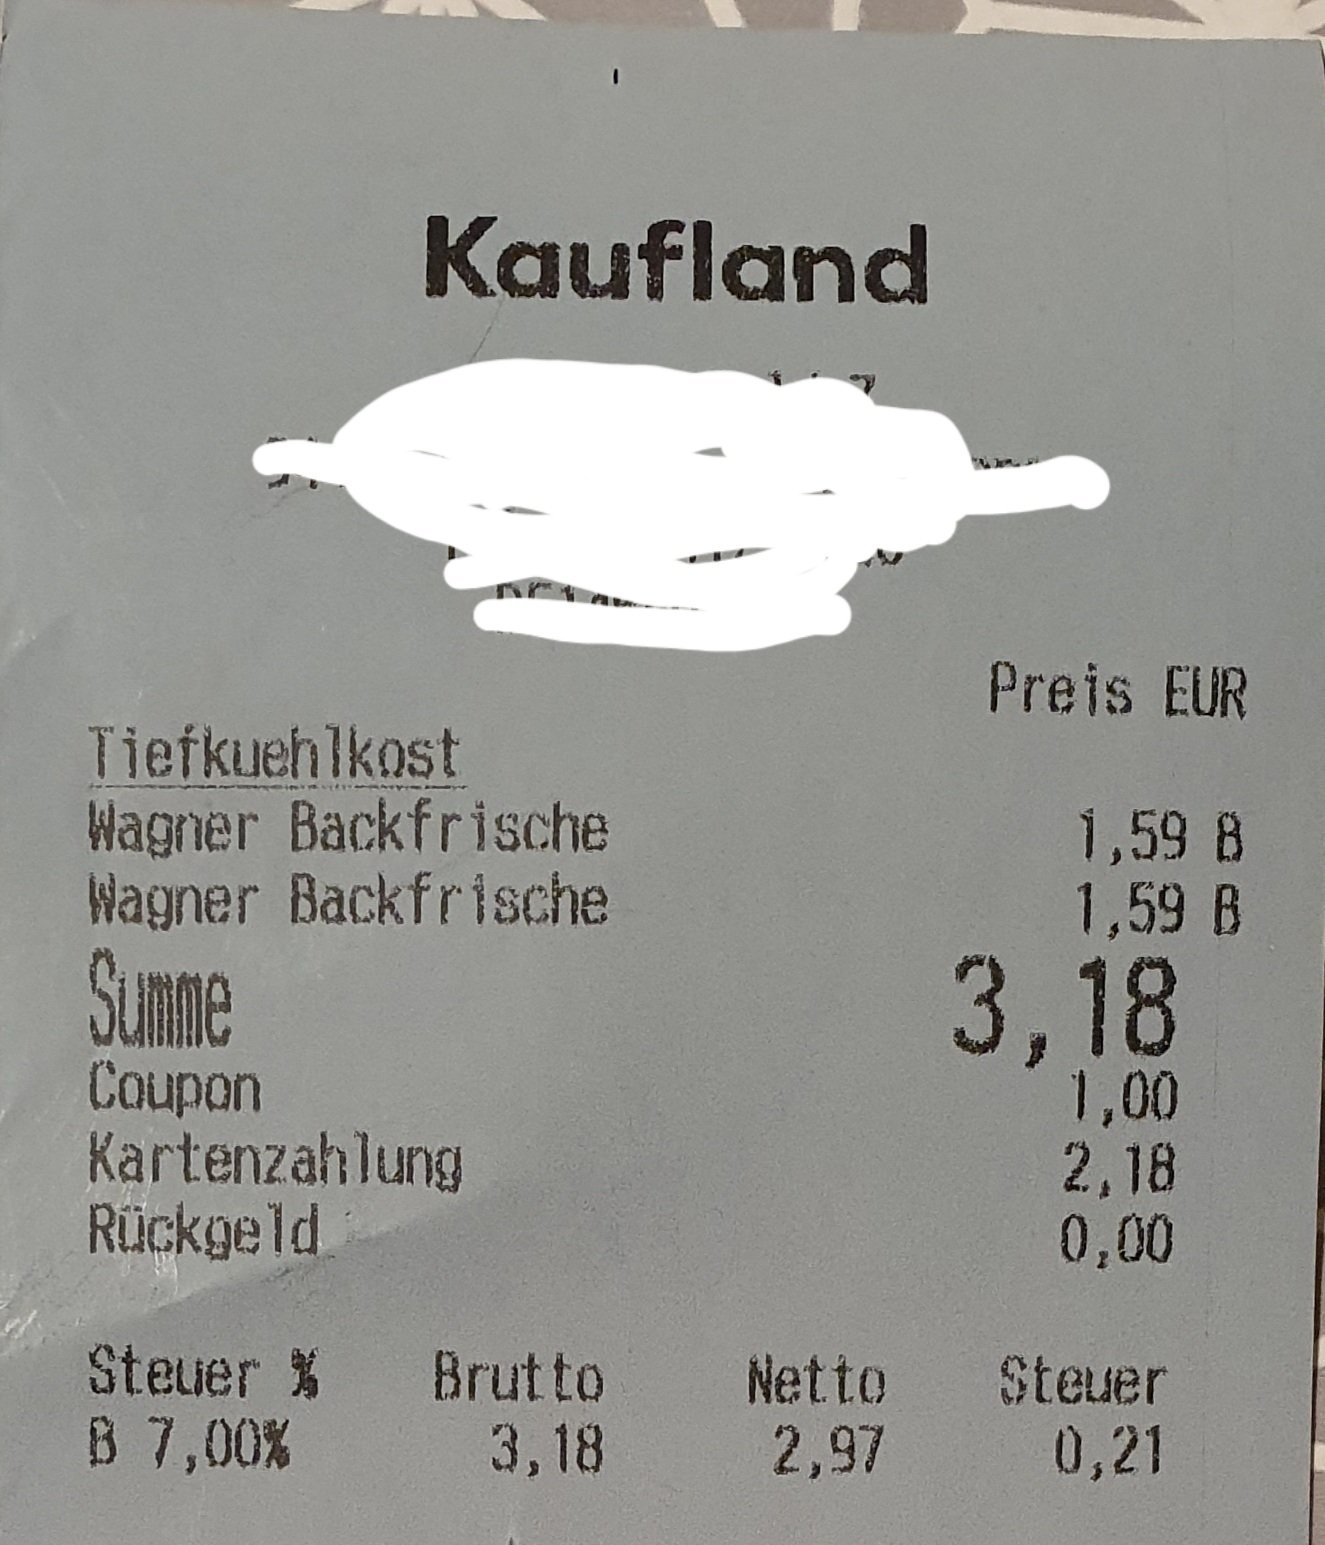 Kaufland
Preis EUR
Tiefkuehlkost
Wagner Backfrische 1,59 B
Wagner Backfrische 1,59 B
Summe 3,18
Coupon 1,00
Kartenzahlung 2,18
Rückgeld 0,00
Steuer % Brutto Netto Steuer
B 7,00% 3,18 2,97 0,21